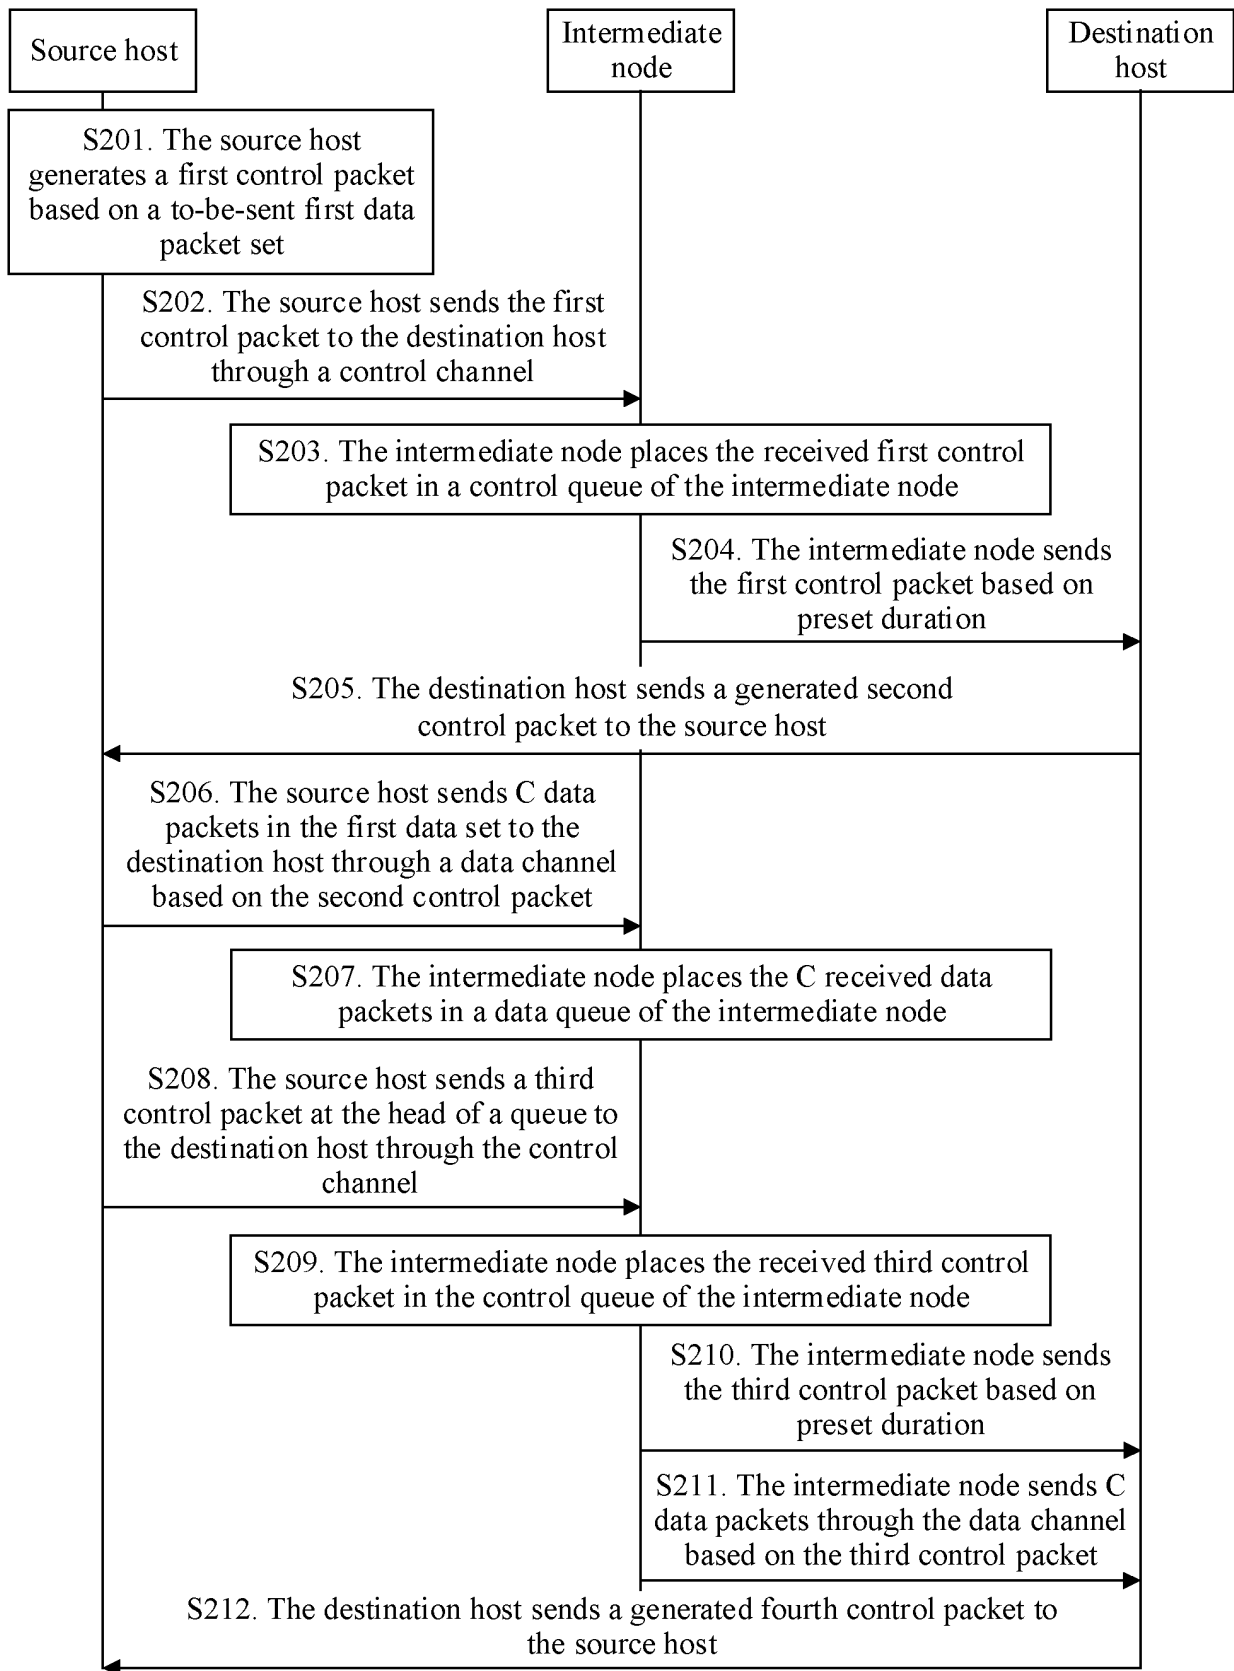 Source host
Intermediate
node
Destination
host
S201. The source host
generates a first control packet
based on a to-be-sent first data
packet set
S202. The source host sends the first
control packet to the destination host
through a control channel
S203. The intermediate node places the received first control
packet in a control queue of the intermediate node
S204. The intermediate node sends
the first control packet based on
preset duration
S205. The destination host sends a generated second
control packet to the source host
S206. The source host sends C data
packets in the first data set to the
destination host through a data channel
based on the second control packet
S207. The intermediate node places the C received data
packets in a data queue of the intermediate node
S208. The source host sends a third
control packet at the head of a queue to
the destination host through the control
channel
S209. The intermediate node places the received third control
packet in the control queue of the intermediate node
S210. The intermediate node sends
the third control packet based on
preset duration
S211. The intermediate node sends C
data packets through the data channel
based on the third control packet
S212. The destination host sends a generated fourth control packet to
the source host